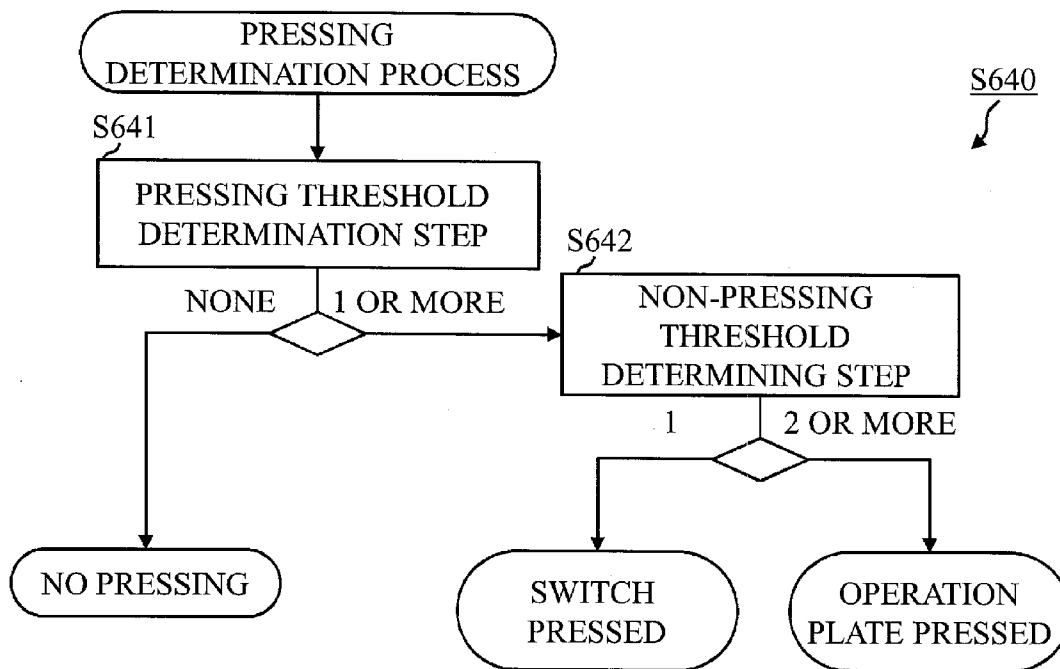 PRESSING
DETERMINATION PROCESS
S640
S641
PRESSING THRESHOLD
DETERMINATION STEP
NONE
1 OR MORE
S642
NON-PRESSING
THRESHOLD
DETERMINING STEP
1
2 OR MORE
NO PRESSING
SWITCH
PRESSED
OPERATION
PLATE PRESSED